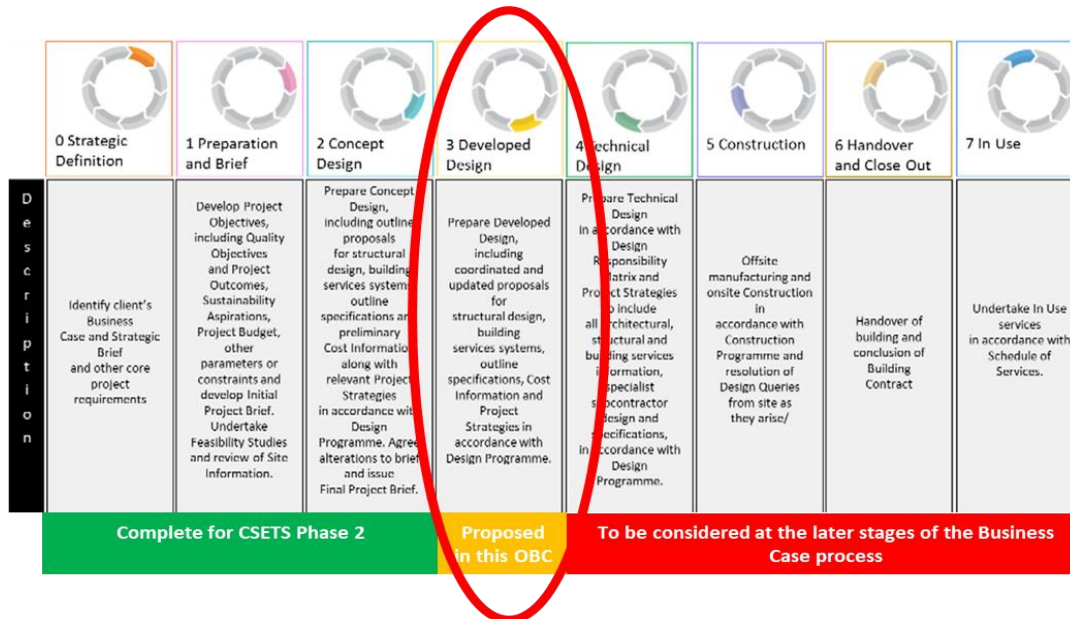 0 Strategic
Definition
1 Preparation
and Brief
2 Concept
Design
3 Developed
Design
4 Technical
Design
5 Construction
6 Handover
and Close Out
7 In Use
Description
Identify client's
Business
Case and Strategic
Brief
and other core
project
requirements
Develop Project
Objectives,
including Quality
Objectives
and Project
Outcomes,
Sustainability
Aspirations,
Project Budget,
other
parameters or
constraints and
develop Initial
Project Brief.
Undertake
Feasibility Studies
and review of Site
Information.
Prepare Concept
Design,
including outline
proposals
for structural
design, building
services systems,
outline
specifications and
preliminary
Cost Information
along with
relevant Project
Strategies
in accordance with
Design
Programme. Agree
alterations to brief
and issue
Final Project Brief.
Prepare Developed
Design,
including
coordinated and
updated proposals
for
structural design,
building
services systems,
outline
specifications, Cost
Information and
Project
Strategies in
accordance with
Design Programme.
Prepare Technical
Design
in accordance with
Design
Responsibility
Matrix and
Project Strategies
to include
all architectural,
structural and
building services
information,
specialist
subcontractor
design and
specifications,
in accordance with
Design
Programme.
Offsite
manufacturing and
onsite Construction
in
accordance with
Construction
Programme and
resolution of
Design Queries
from site as
they arise/
Handover of
building and
conclusion of
Building
Contract
Undertake In Use
services
in accordance with
Schedule of
Services.
Complete for CSETS Phase 2
Proposed
in this OBC
To be considered at the later stages of the Business
Case process